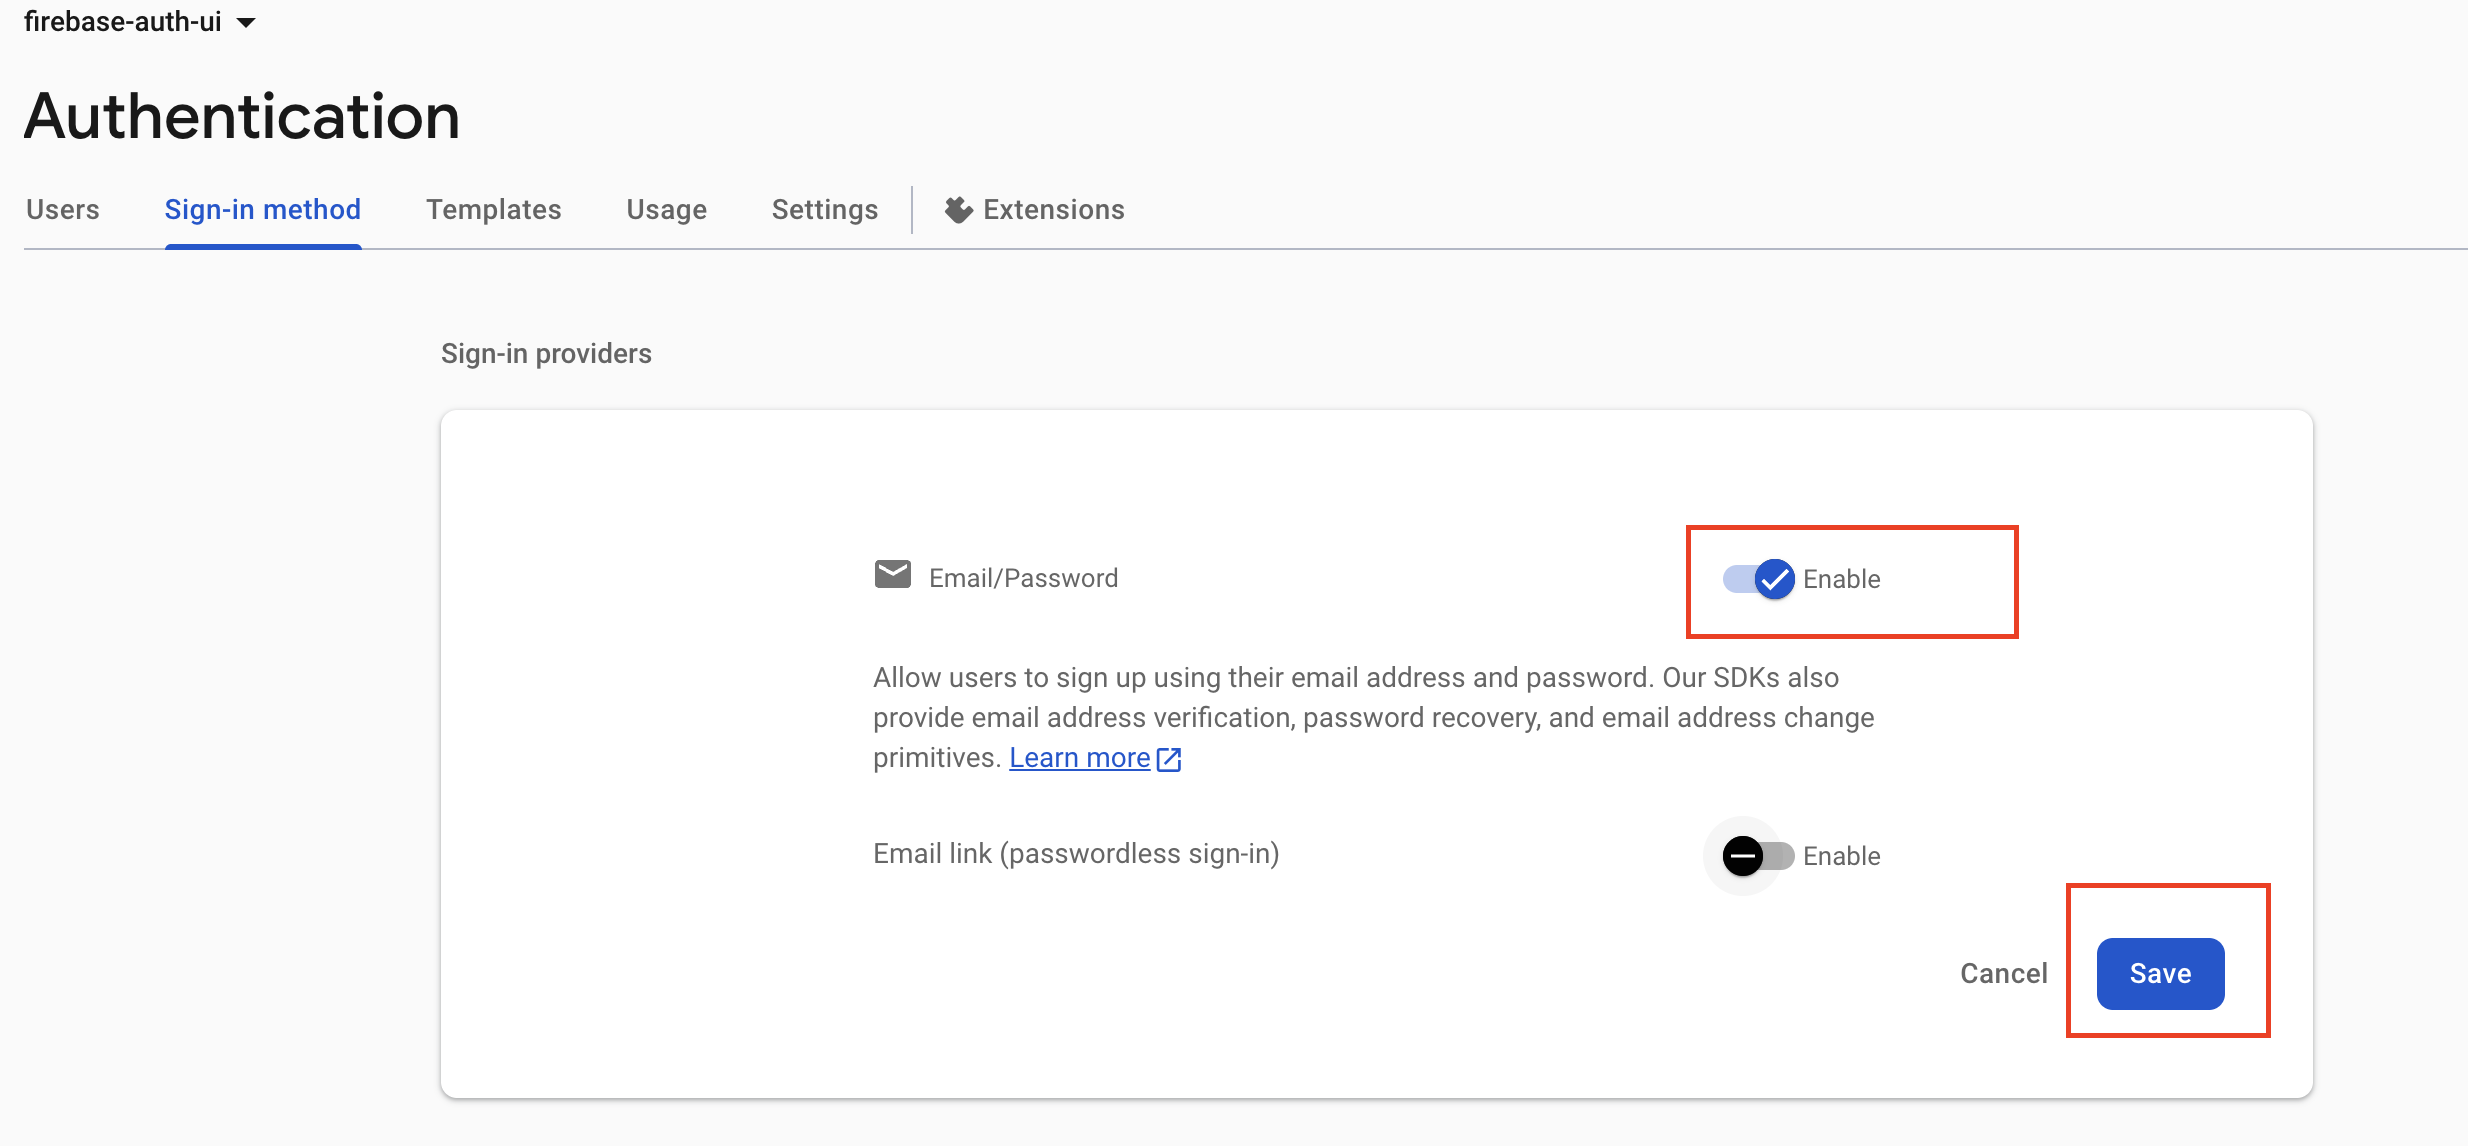 firebase-auth-ui
Authentication
Users Sign-in method Templates Usage Settings Extensions
Sign-in providers
Email/Password Enable
Allow users to sign up using their email address and password. Our SDKs also
provide email address verification, password recovery, and email address change
primitives. Learn more
Email link (passwordless sign-in) Enable
Cancel Save